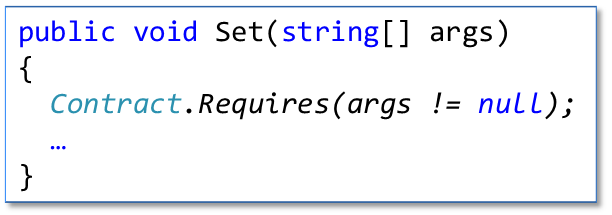 public void Set(string[] args)
{
Contract.Requires(args != null);
…
}